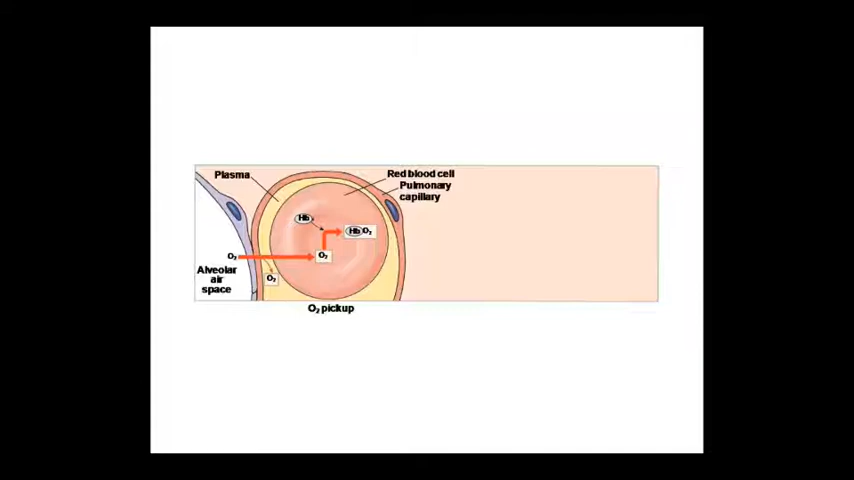 Plasma
Red blood cell
Pulmonary
capillary
Hb
Hb O₂
O₂
O₂
Alveolar
air
space
O₂
O₂ pickup